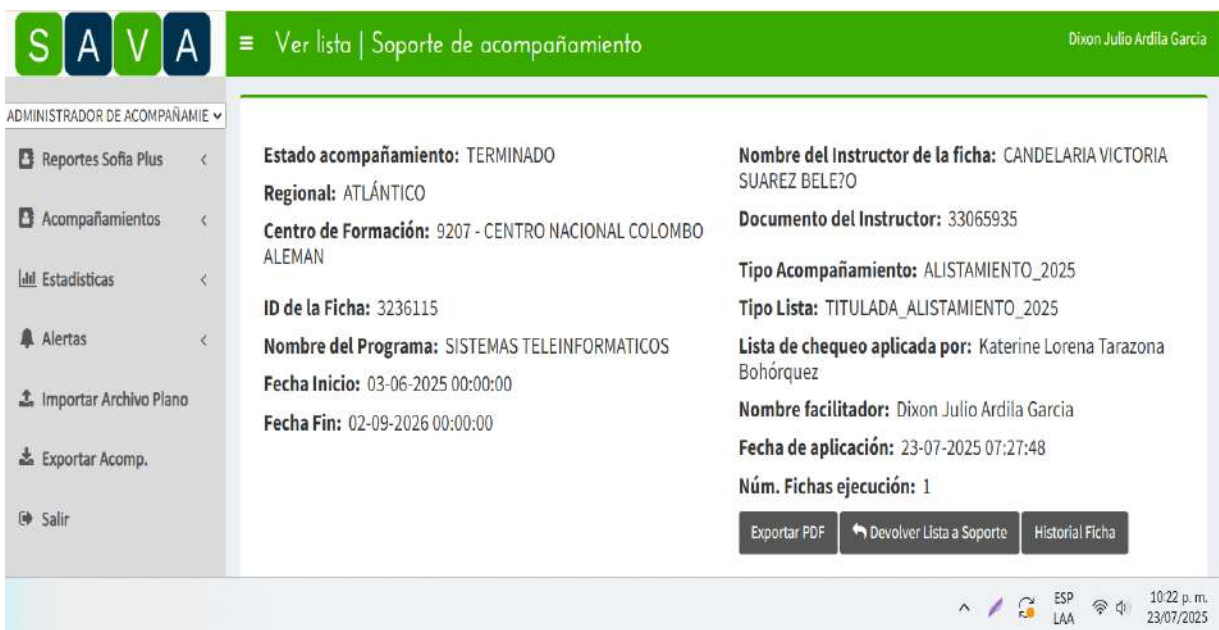 SAVA
Ver lista | Soporte de acompañamiento
Dixon Julio Ardila Garcia
ADMINISTRADOR DE ACOMPAÑAMIE
Reportes Sofia Plus
Acompañamientos
Estadisticas
Alertas
Importar Archivo Plano
Exportar Acomp.
Salir
Estado acompañamiento: TERMINADO
Regional: ATLÁNTICO
Centro de Formación: 9207 - CENTRO NACIONAL COLOMBO
ALEMAN
ID de la Ficha: 3236115
Nombre del Programa: SISTEMAS TELEINFORMATICOS
Fecha Inicio: 03-06-2025 00:00:00
Fecha Fin: 02-09-2026 00:00:00
Nombre del Instructor de la ficha: CANDELARIA VICTORIA
SUAREZ BELE?O
Documento del Instructor: 33065935
Tipo Acompañamiento: ALISTAMIENTO_2025
Tipo Lista: TITULADA_ALISTAMIENTO_2025
Lista de chequeo aplicada por: Katerine Lorena Tarazona
Bohórquez
Nombre facilitador: Dixon Julio Ardila Garcia
Fecha de aplicación: 23-07-2025 07:27:48
Núm. Fichas ejecución: 1
Exportar PDF
Devolver Lista a Soporte
Historial Ficha
ESP
LAA
10:22 p. m.
23/07/2025